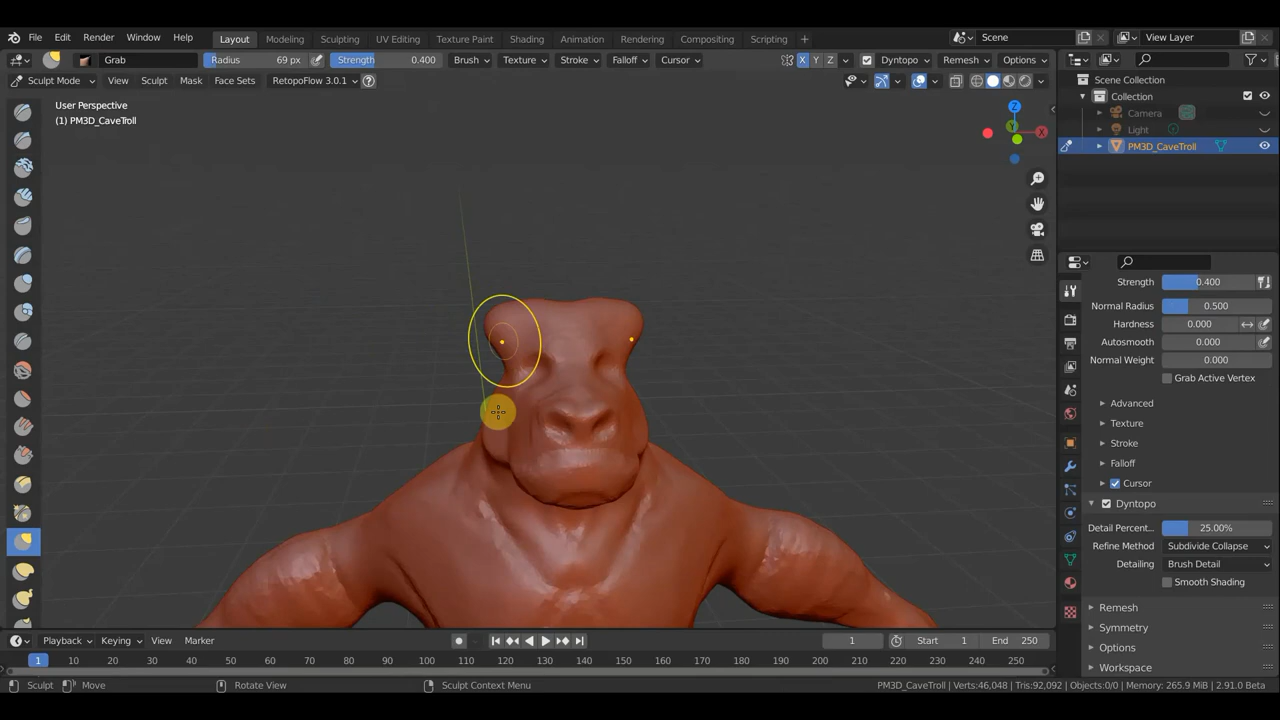 File Edit Render Window Help Layout Modeling Sculpting UV Editing Texture Paint Shading Animation Rendering Compositing Scripting + Scene View Layer
Grab Radius 69 px Strength 0.400 Brush Texture Stroke Falloff Cursor X Y Z Dyntopo Remesh Options
Sculpt Mode View Sculpt Mask Face Sets RetopoFlow 3.0.1 ?
Scene Collection
Collection
Camera
Light
PM3D_CaveTroll
User Perspective
(1) PM3D_CaveTroll
Z
Y
X
Strength 0.400
Normal Radius 0.500
Hardness 0.000
Autosmooth 0.000
Normal Weight 0.000
Grab Active Vertex
Advanced
Texture
Stroke
Falloff
Cursor
Dyntopo
Detail Percent... 25.00%
Refine Method Subdivide Collapse
Detailing Brush Detail
Smooth Shading
Remesh
Symmetry
Options
Workspace
Playback Keying View Marker 1 Start 1 End 250
1 10 20 30 40 50 60 70 80 90 100 110 120 130 140 150 160 170 180 190 200 210 220 230 240 250
Sculpt Move Rotate View Sculpt Context Menu PM3D_CaveTroll | Verts:46,048 | Tris:92,092 | Objects:0/0 | Memory: 265.9 MiB | 2.91.0 Beta